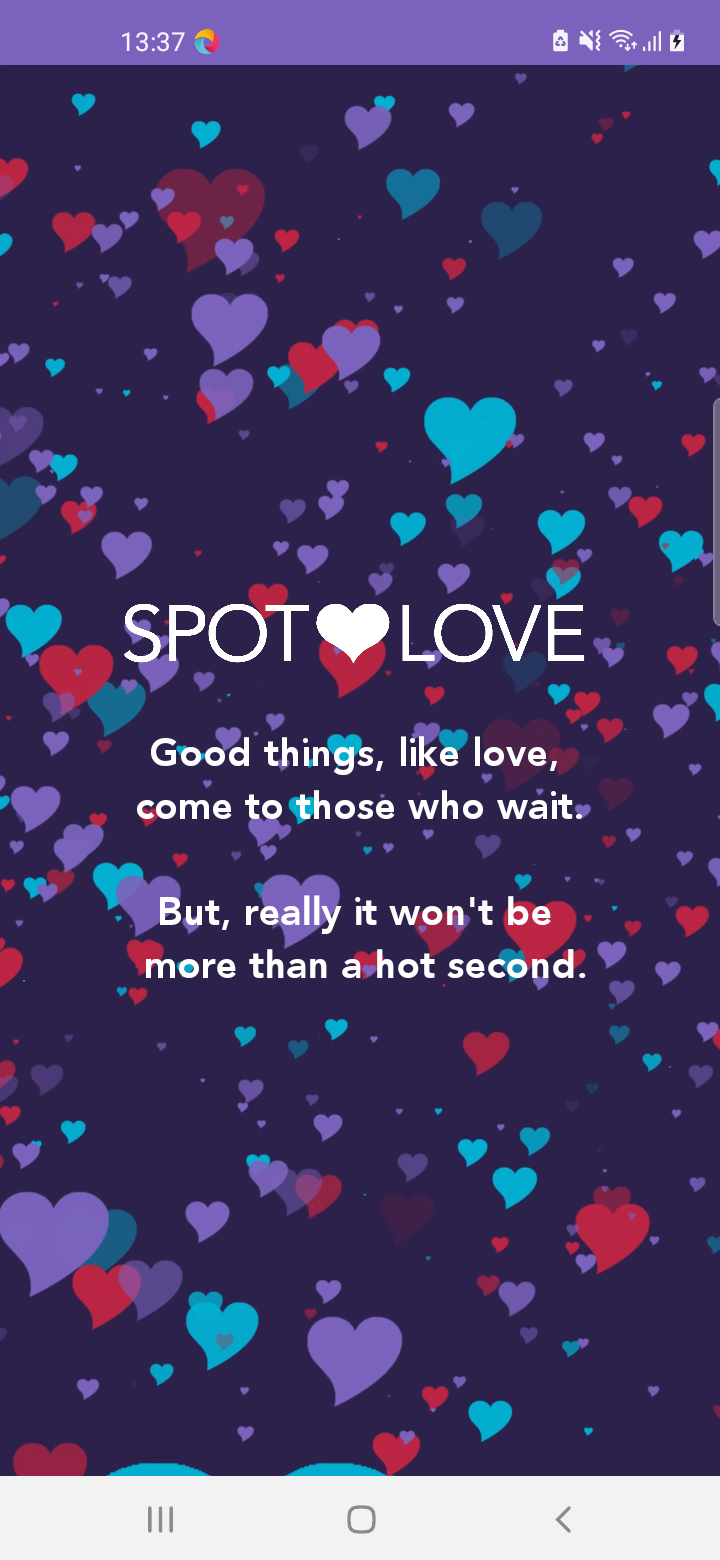 13:37
SPOT LOVE
Good things, like love,
come to those who wait.
But, really it won't be
more than a hot second.